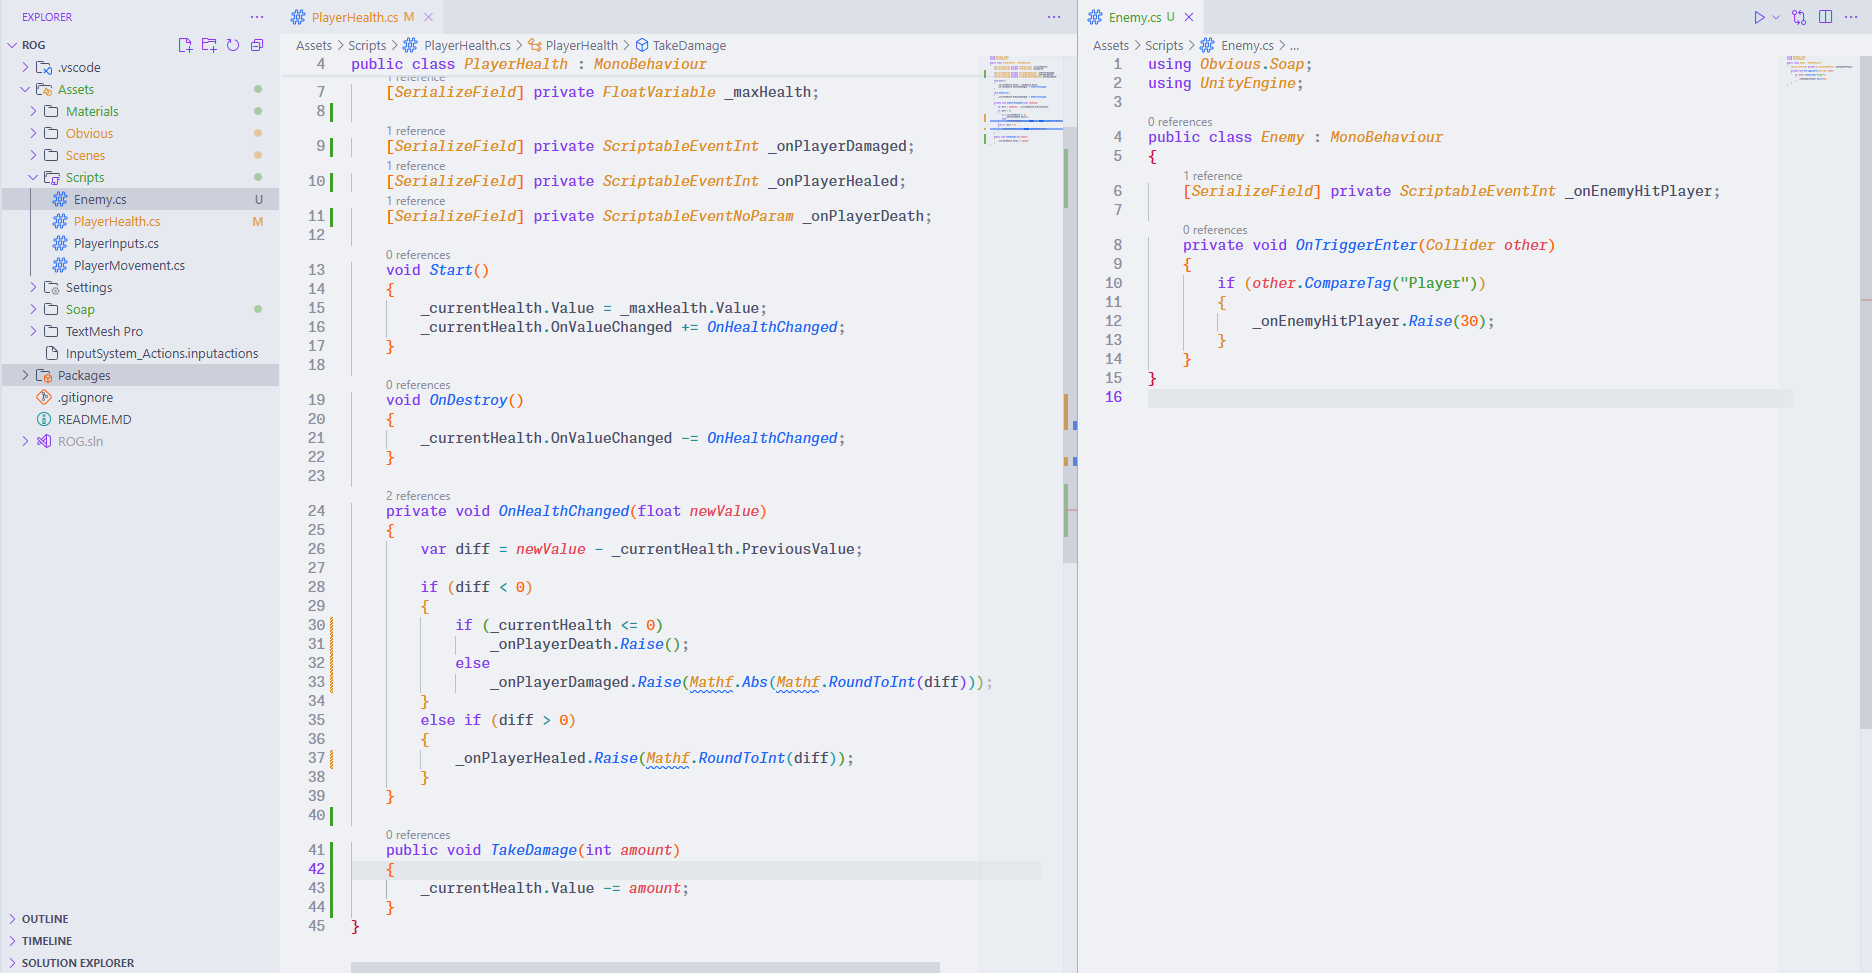 EXPLORER
ROG
.vscode
Assets
Materials
Obvious
Scenes
Scripts
Enemy.cs U
PlayerHealth.cs M
PlayerInputs.cs
PlayerMovement.cs
Settings
Soap
TextMesh Pro
InputSystem_Actions.inputactions
Packages
.gitignore
README.MD
ROG.sln
OUTLINE
TIMELINE
SOLUTION EXPLORER
PlayerHealth.cs M
Assets > Scripts > PlayerHealth.cs > PlayerHealth > TakeDamage
4 public class PlayerHealth : MonoBehaviour
1 reference
7 [SerializeField] private FloatVariable _maxHealth;
8
1 reference
9 [SerializeField] private ScriptableEventInt _onPlayerDamaged;
1 reference
10 [SerializeField] private ScriptableEventInt _onPlayerHealed;
1 reference
11 [SerializeField] private ScriptableEventNoParam _onPlayerDeath;
12
0 references
13 void Start()
14 {
15 _currentHealth.Value = _maxHealth.Value;
16 _currentHealth.OnValueChanged += OnHealthChanged;
17 }
18
0 references
19 void OnDestroy()
20 {
21 _currentHealth.OnValueChanged -= OnHealthChanged;
22 }
23
2 references
24 private void OnHealthChanged(float newValue)
25 {
26 var diff = newValue - _currentHealth.PreviousValue;
27
28 if (diff < 0)
29 {
30 if (_currentHealth <= 0)
31 _onPlayerDeath.Raise();
32 else
33 _onPlayerDamaged.Raise(Mathf.Abs(Mathf.RoundToInt(diff)));
34 }
35 else if (diff > 0)
36 {
37 _onPlayerHealed.Raise(Mathf.RoundToInt(diff));
38 }
39 }
40
0 references
41 public void TakeDamage(int amount)
42 {
43 _currentHealth.Value -= amount;
44 }
45 }
Enemy.cs U
Assets > Scripts > Enemy.cs > ...
1 using Obvious.Soap;
2 using UnityEngine;
3
0 references
4 public class Enemy : MonoBehaviour
5 {
1 reference
6 [SerializeField] private ScriptableEventInt _onEnemyHitPlayer;
7
0 references
8 private void OnTriggerEnter(Collider other)
9 {
10 if (other.CompareTag("Player"))
11 {
12 _onEnemyHitPlayer.Raise(30);
13 }
14 }
15 }
16